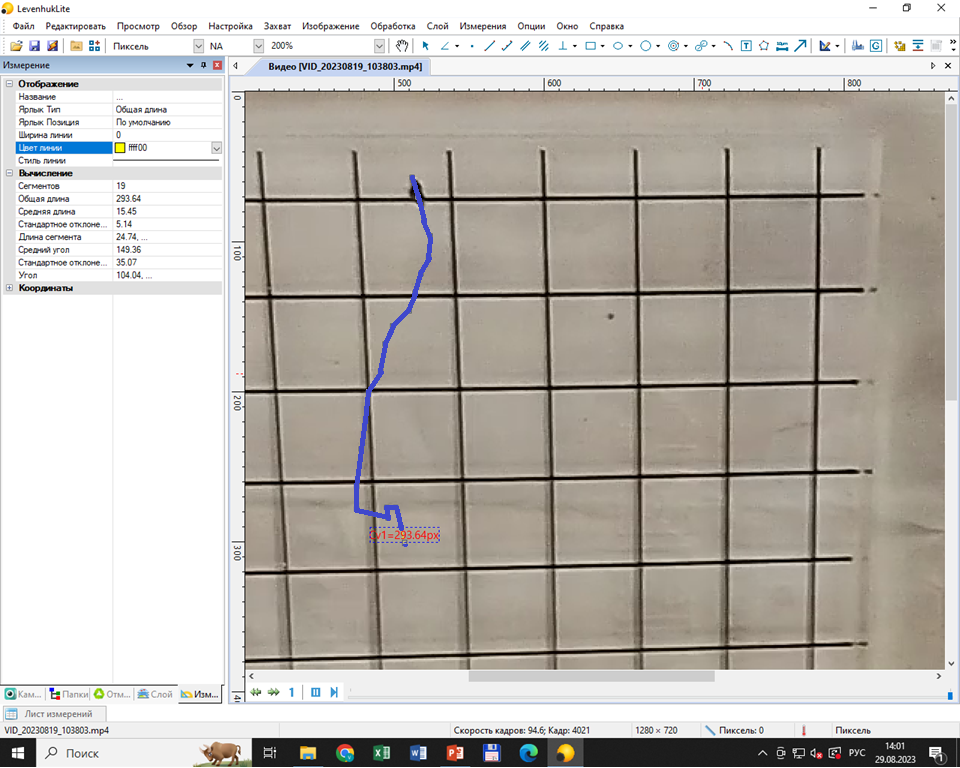 LevenhukLite
Файл Редактировать Просмотр Обзор Настройка Захват Изображение Обработка Слой Измерения Опции Окно Справка
Пиксель NA 200%
Измерение
Видео [VID_20230819_103803.mp4]
500 600 700 800
0
100
200
300
Отображение
Название ...
Ярлык Тип Общая длина
Ярлык Позиция По умолчанию
Ширина линии 0
Цвет линии ffff00
Стиль линии
Вычисление
Сегментов 19
Общая длина 293.64
Средняя длина 15.45
Стандартное отклоне... 5.14
Длина сегмента 24.74, ...
Средний угол 149.36
Стандартное отклоне... 35.07
Угол 104.04, ...
Координаты
Cv1=293.64px
Кам... Папки Отм... Слой Изм...
1
Лист измерений
VID_20230819_103803.mp4 Скорость кадров: 94.6; Кадр: 4021 1280 × 720 Пиксель: 0 Пиксель
Поиск
РУС
14:01
29.08.2023
1